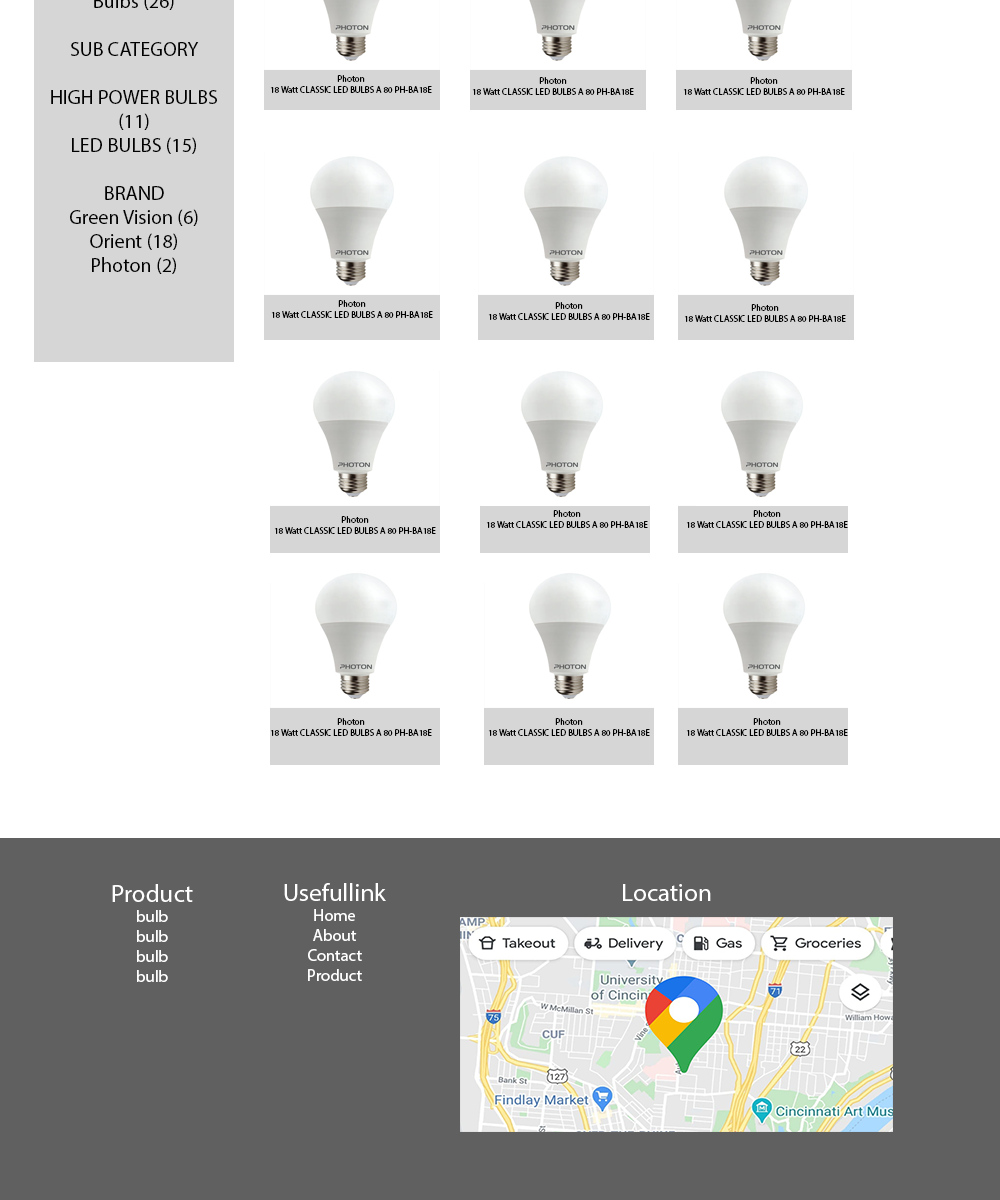 Bulbs (26)
SUB CATEGORY
HIGH POWER BULBS
(11)
LED BULBS (15)
BRAND
Green Vision (6)
Orient (18)
Photon (2)
PHOTON
PHOTON
PHOTON
Photon
18 Watt CLASSIC LED BULBS A 80 PH-BA18E
Photon
18 Watt CLASSIC LED BULBS A 80 PH-BA18E
Photon
18 Watt CLASSIC LED BULBS A 80 PH-BA18E
PHOTON
PHOTON
PHOTON
Photon
18 Watt CLASSIC LED BULBS A 80 PH-BA18E
Photon
18 Watt CLASSIC LED BULBS A 80 PH-BA18E
Photon
18 Watt CLASSIC LED BULBS A 80 PH-BA18E
PHOTON
PHOTON
PHOTON
Photon
18 Watt CLASSIC LED BULBS A 80 PH-BA18E
Photon
18 Watt CLASSIC LED BULBS A 80 PH-BA18E
Photon
18 Watt CLASSIC LED BULBS A 80 PH-BA18E
PHOTON
PHOTON
PHOTON
Photon
18 Watt CLASSIC LED BULBS A 80 PH-BA18E
Photon
18 Watt CLASSIC LED BULBS A 80 PH-BA18E
Photon
18 Watt CLASSIC LED BULBS A 80 PH-BA18E
Product
bulb
bulb
bulb
bulb
Usefullink
Home
About
Contact
Product
Location
Takeout
Delivery
Gas
Groceries
University
of Cincin
71
75
W McMillan St
William Howa
CUF
Vine
22
127
Bank St
Findlay Market
Cincinnati Art Mus